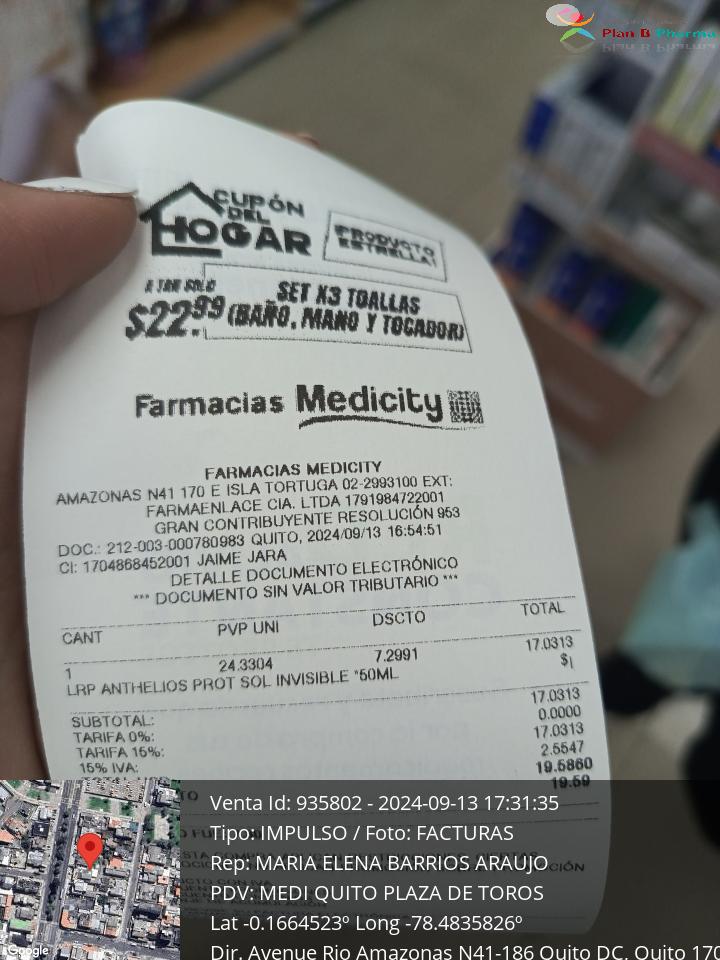 Plan B Pharma
CUPÓN
DEL
HOGAR
¡PRODUCTO
ESTRELLA!
$22.99
SET X3 TOALLAS
(BAÑO, MANO Y TOCADOR)
Farmacias Medicity
FARMACIAS MEDICITY
AMAZONAS N41 170 E ISLA TORTUGA 02-2993100 EXT:
FARMAENLACE CIA. LTDA 1791984722001
GRAN CONTRIBUYENTE RESOLUCIÓN 953
DOC.: 212-003-000780983 QUITO, 2024/09/13 16:54:51
CI: 1704868452001 JAIME JARA
DETALLE DOCUMENTO ELECTRÓNICO
*** DOCUMENTO SIN VALOR TRIBUTARIO ***
CANT PVP UNI DSCTO TOTAL
1 24.3304 7.2991 17.0313
LRP ANTHELIOS PROT SOL INVISIBLE *50ML $|
SUBTOTAL: 17.0313
TARIFA 0%: 0.0000
TARIFA 15%: 17.0313
15% IVA: 2.5547
19.5860
19.59
Venta Id: 935802 - 2024-09-13 17:31:35
Tipo: IMPULSO / Foto: FACTURAS
Rep: MARIA ELENA BARRIOS ARAUJO
PDV: MEDI QUITO PLAZA DE TOROS
Lat -0.1664523º Long -78.4835826º
Dir. Avenue Rio Amazonas N41-186 Quito DC, Quito 170
Google